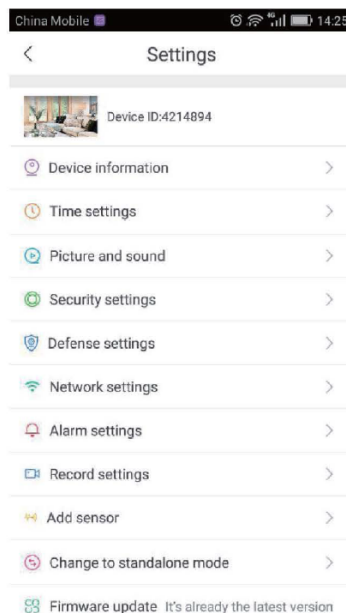 China Mobile 4G 14:25
Settings
Device ID:4214894
Device information
Time settings
Picture and sound
Security settings
Defense settings
Network settings
Alarm settings
Record settings
Add sensor
Change to standalone mode
Firmware update It's already the latest version